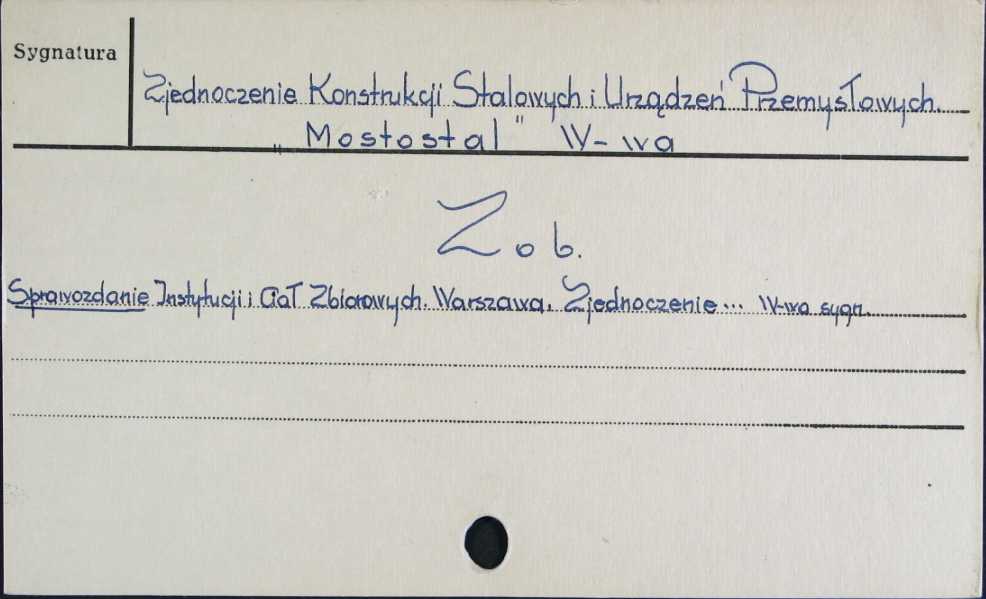 Sygnatura
Zjednoczenie Konstrukcji Stalowych i Urządzeń Przemysłowych.
„Mostostal" W-wa
Zob.
Sprawozdanie Instytucji i Ciał Zbiorowych. Warszawa. Zjednoczenie... W-wa sygn.